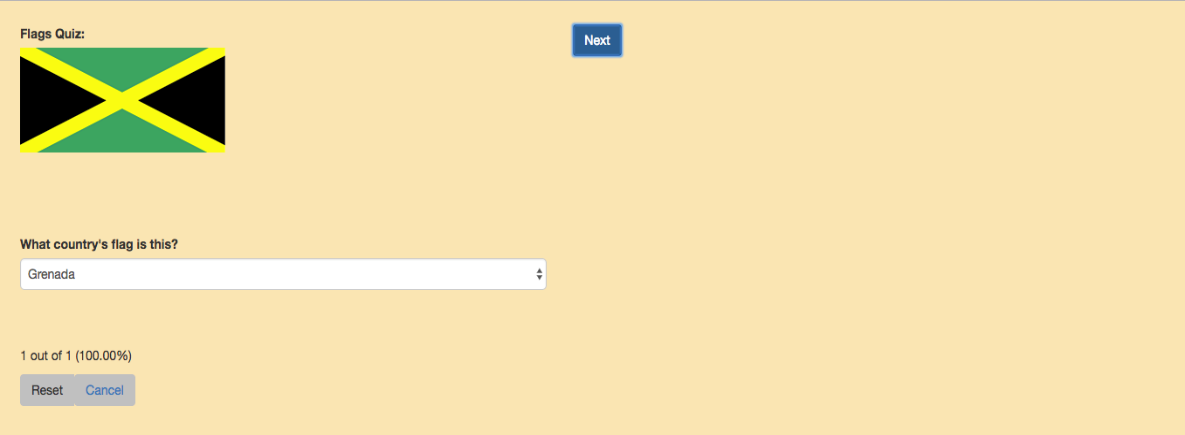 Flags Quiz:
Next
What country's flag is this?
Grenada
1 out of 1 (100.00%)
Reset Cancel